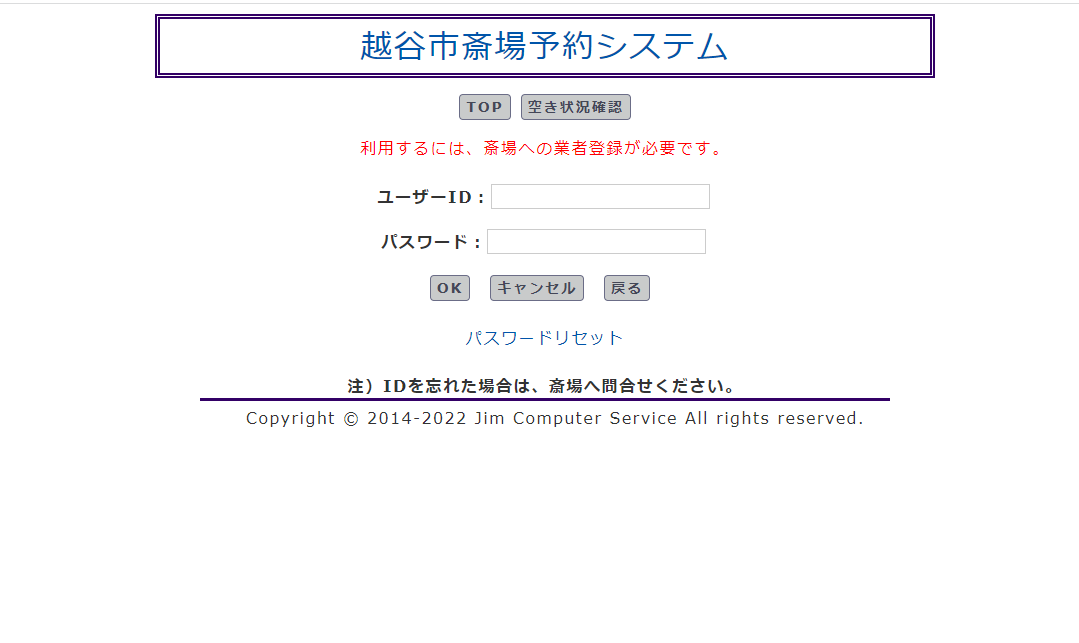 越谷市斎場予約システム
TOP 空き状況確認
利用するには、斎場への業者登録が必要です。
ユーザーID：
パスワード：
OK キャンセル 戻る
パスワードリセット
注）IDを忘れた場合は、斎場へ問合せください。
Copyright © 2014-2022 Jim Computer Service All rights reserved.